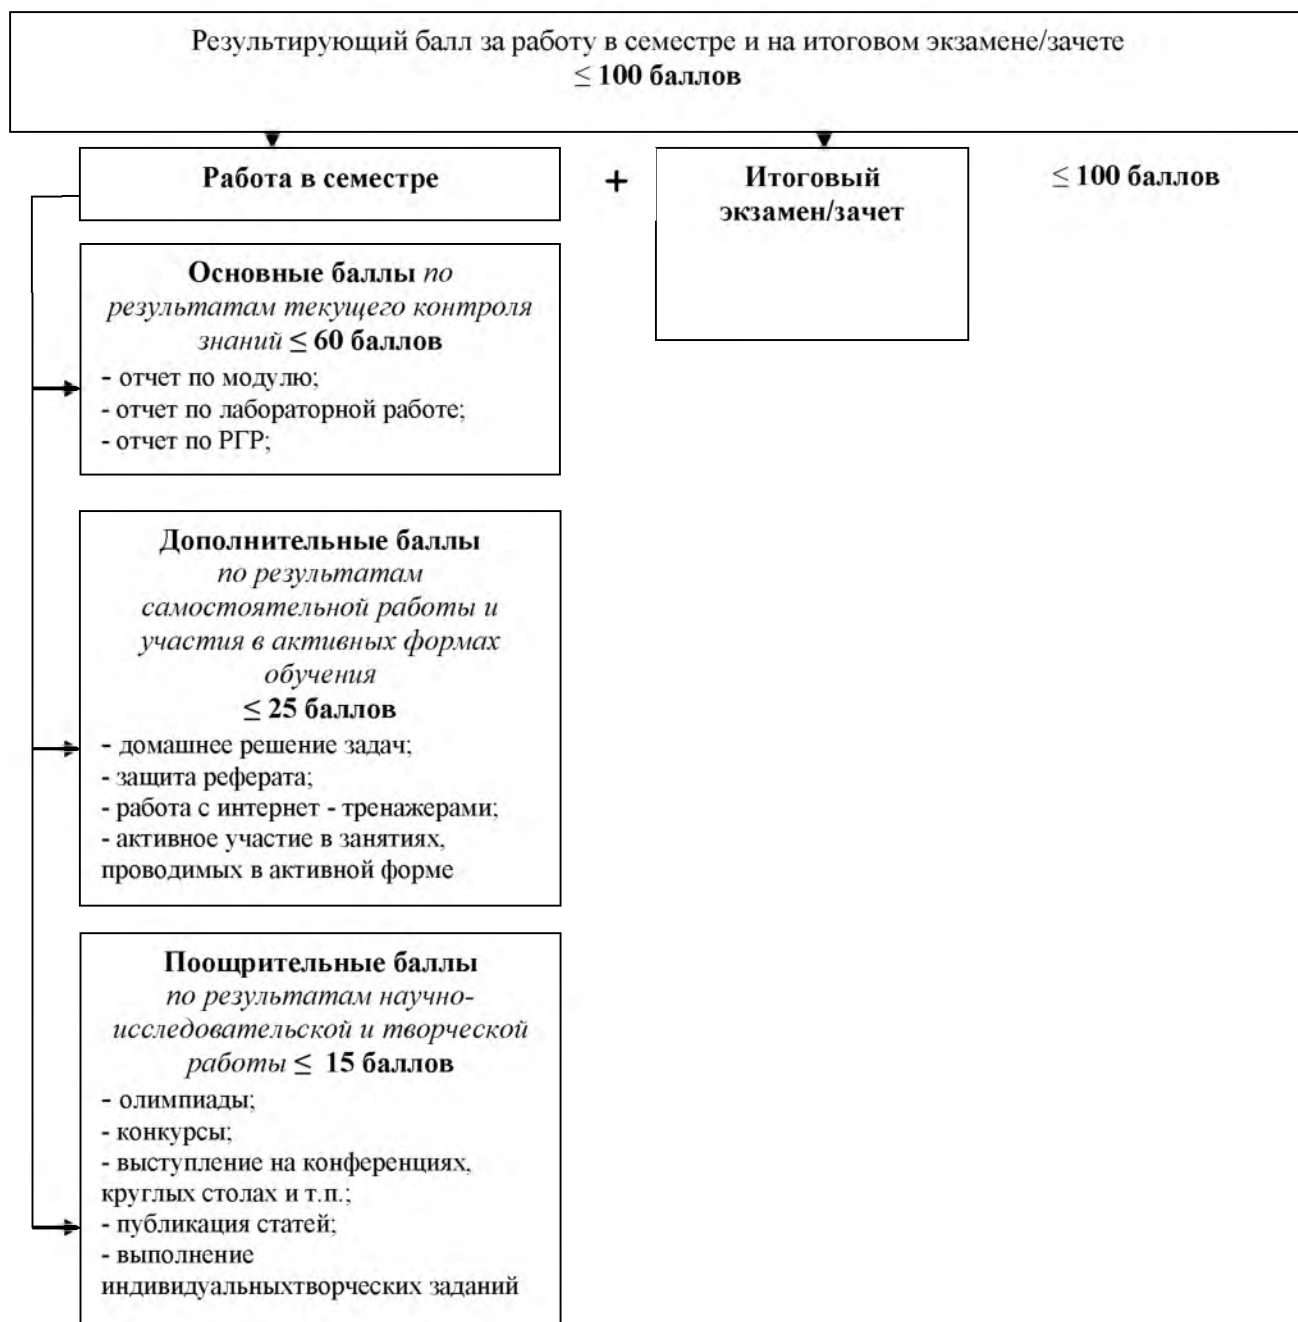 Результирующий балл за работу в семестре и на итоговом экзамене/зачете
≤ 100 баллов
Работа в семестре
+
Итоговый
экзамен/зачет
≤ 100 баллов
Основные баллы по
результатам текущего контроля
знаний ≤ 60 баллов
- отчет по модулю;
- отчет по лабораторной работе;
- отчет по РГР;
Дополнительные баллы
по результатам
самостоятельной работы и
участия в активных формах
обучения
≤ 25 баллов
- домашнее решение задач;
- защита реферата;
- работа с интернет - тренажерами;
- активное участие в занятиях,
проводимых в активной форме
Поощрительные баллы
по результатам научно-
исследовательской и творческой
работы ≤ 15 баллов
- олимпиады;
- конкурсы;
- выступление на конференциях,
круглых столах и т.п.;
- публикация статей;
- выполнение
индивидуальныхтворческих заданий